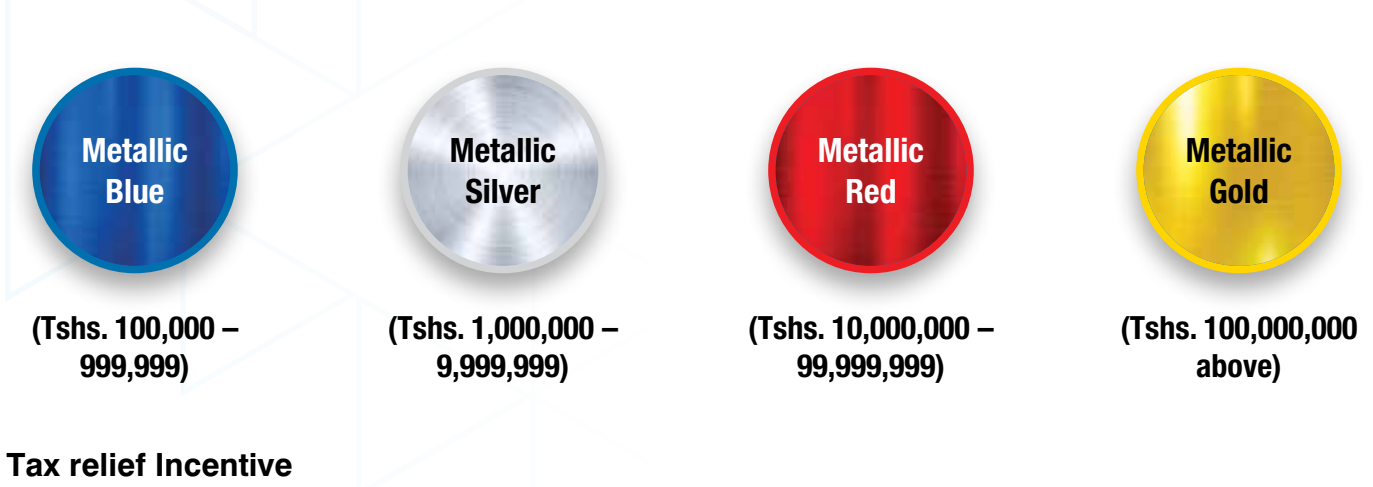 Metallic
Blue
Metallic
Silver
Metallic
Red
Metallic
Gold
(Tshs. 100,000 –
999,999)
(Tshs. 1,000,000 –
9,999,999)
(Tshs. 10,000,000 –
99,999,999)
(Tshs. 100,000,000
above)
Tax relief Incentive